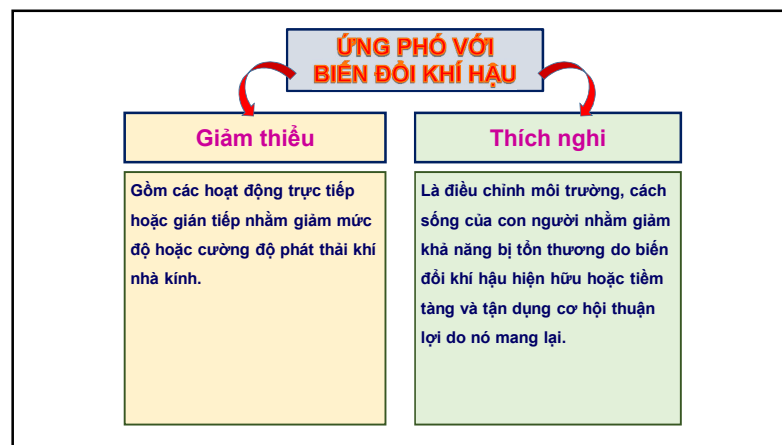 ỨNG PHÓ VỚI
BIẾN ĐỔI KHÍ HẬU
Giảm thiểu
Gồm các hoạt động trực tiếp
hoặc gián tiếp nhằm giảm mức
độ hoặc cường độ phát thải khí
nhà kính.
Thích nghi
Là điều chỉnh môi trường, cách
sống của con người nhằm giảm
khả năng bị tổn thương do biến
đổi khí hậu hiện hữu hoặc tiềm
tàng và tận dụng cơ hội thuận
lợi do nó mang lại.